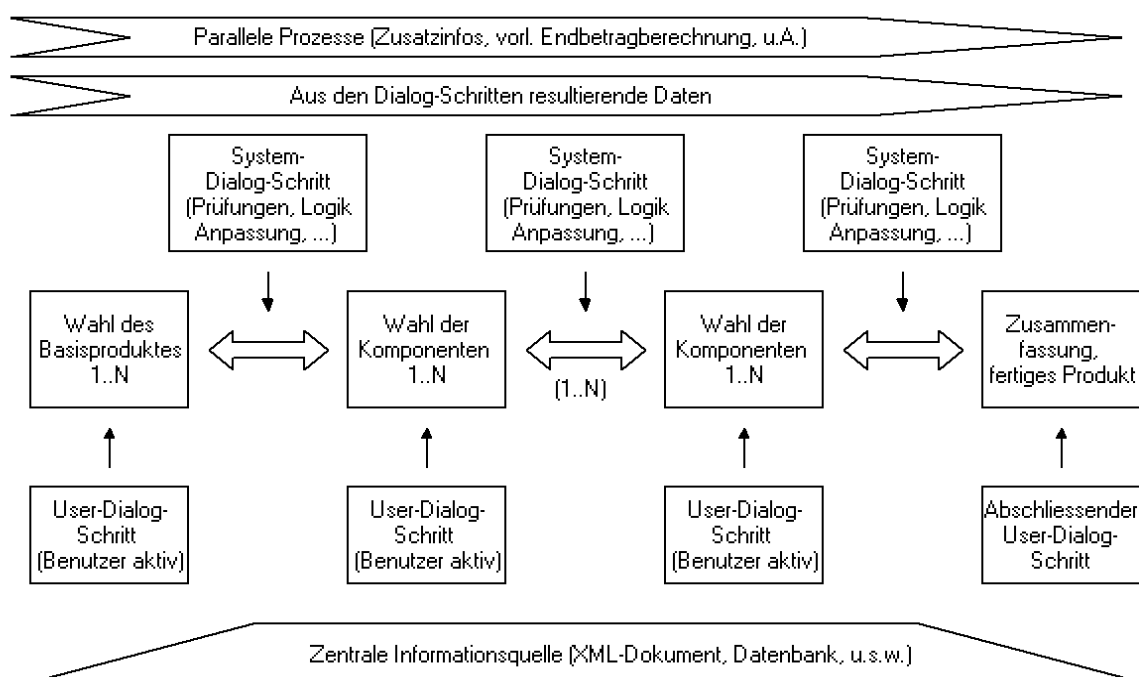 Parallele Prozesse (Zusatzinfos, vorl. Endbetragberechnung, u.A.)
Aus den Dialog-Schritten resultierende Daten
System-
Dialog-Schritt
(Prüfungen, Logik
Anpassung, ...)
System-
Dialog-Schritt
(Prüfungen, Logik
Anpassung, ...)
System-
Dialog-Schritt
(Prüfungen, Logik
Anpassung, ...)
Wahl des
Basisproduktes
1..N
Wahl der
Komponenten
1..N
(1..N)
Wahl der
Komponenten
1..N
Zusammen-
fassung,
fertiges Produkt
User-Dialog-
Schritt
(Benutzer aktiv)
User-Dialog-
Schritt
(Benutzer aktiv)
User-Dialog-
Schritt
(Benutzer aktiv)
Abschliessender
User-Dialog-
Schritt
Zentrale Informationsquelle (XML-Dokument, Datenbank, u.s.w.)